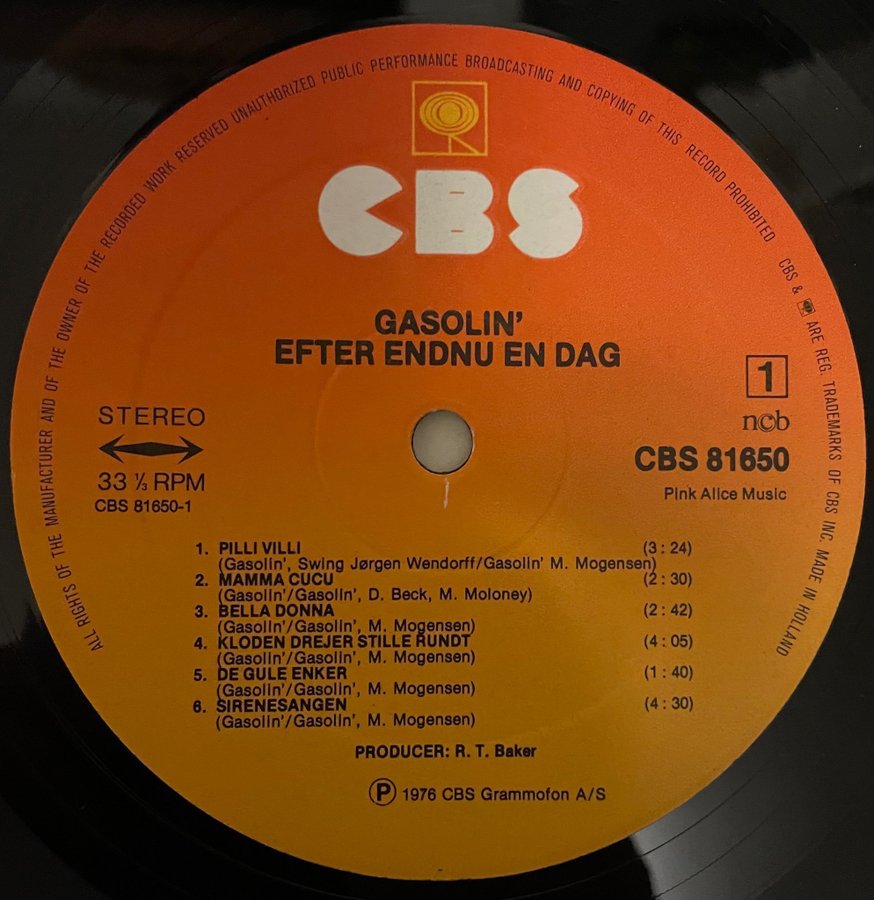 ALL RIGHTS OF THE MANUFACTURER AND OF THE OWNER OF THE RECORDED WORK RESERVED UNAUTHORIZED PUBLIC PERFORMANCE BROADCASTING AND COPYING OF THIS RECORD PROHIBITED
CBS & ARE REG. TRADEMARKS OF CBS INC. MADE IN HOLLAND
CBS
GASOLIN'
EFTER ENDNU EN DAG
STEREO
33 ⅓ RPM
CBS 81650-1
1
ncb
CBS 81650
Pink Alice Music
1. PILLI VILLI (3 : 24)
(Gasolin', Swing Jørgen Wendorff/Gasolin' M. Mogensen)
2. MAMMA CUCU (2 : 30)
(Gasolin'/Gasolin', D. Beck, M. Moloney)
3. BELLA DONNA (2 : 42)
(Gasolin'/Gasolin', M. Mogensen)
4. KLODEN DREJER STILLE RUNDT (4 : 05)
(Gasolin'/Gasolin', M. Mogensen)
5. DE GULE ENKER (1 : 40)
(Gasolin'/Gasolin', M. Mogensen)
6. SIRENESANGEN (4 : 30)
(Gasolin'/Gasolin', M. Mogensen)
PRODUCER: R. T. Baker
Ⓟ 1976 CBS Grammofon A/S